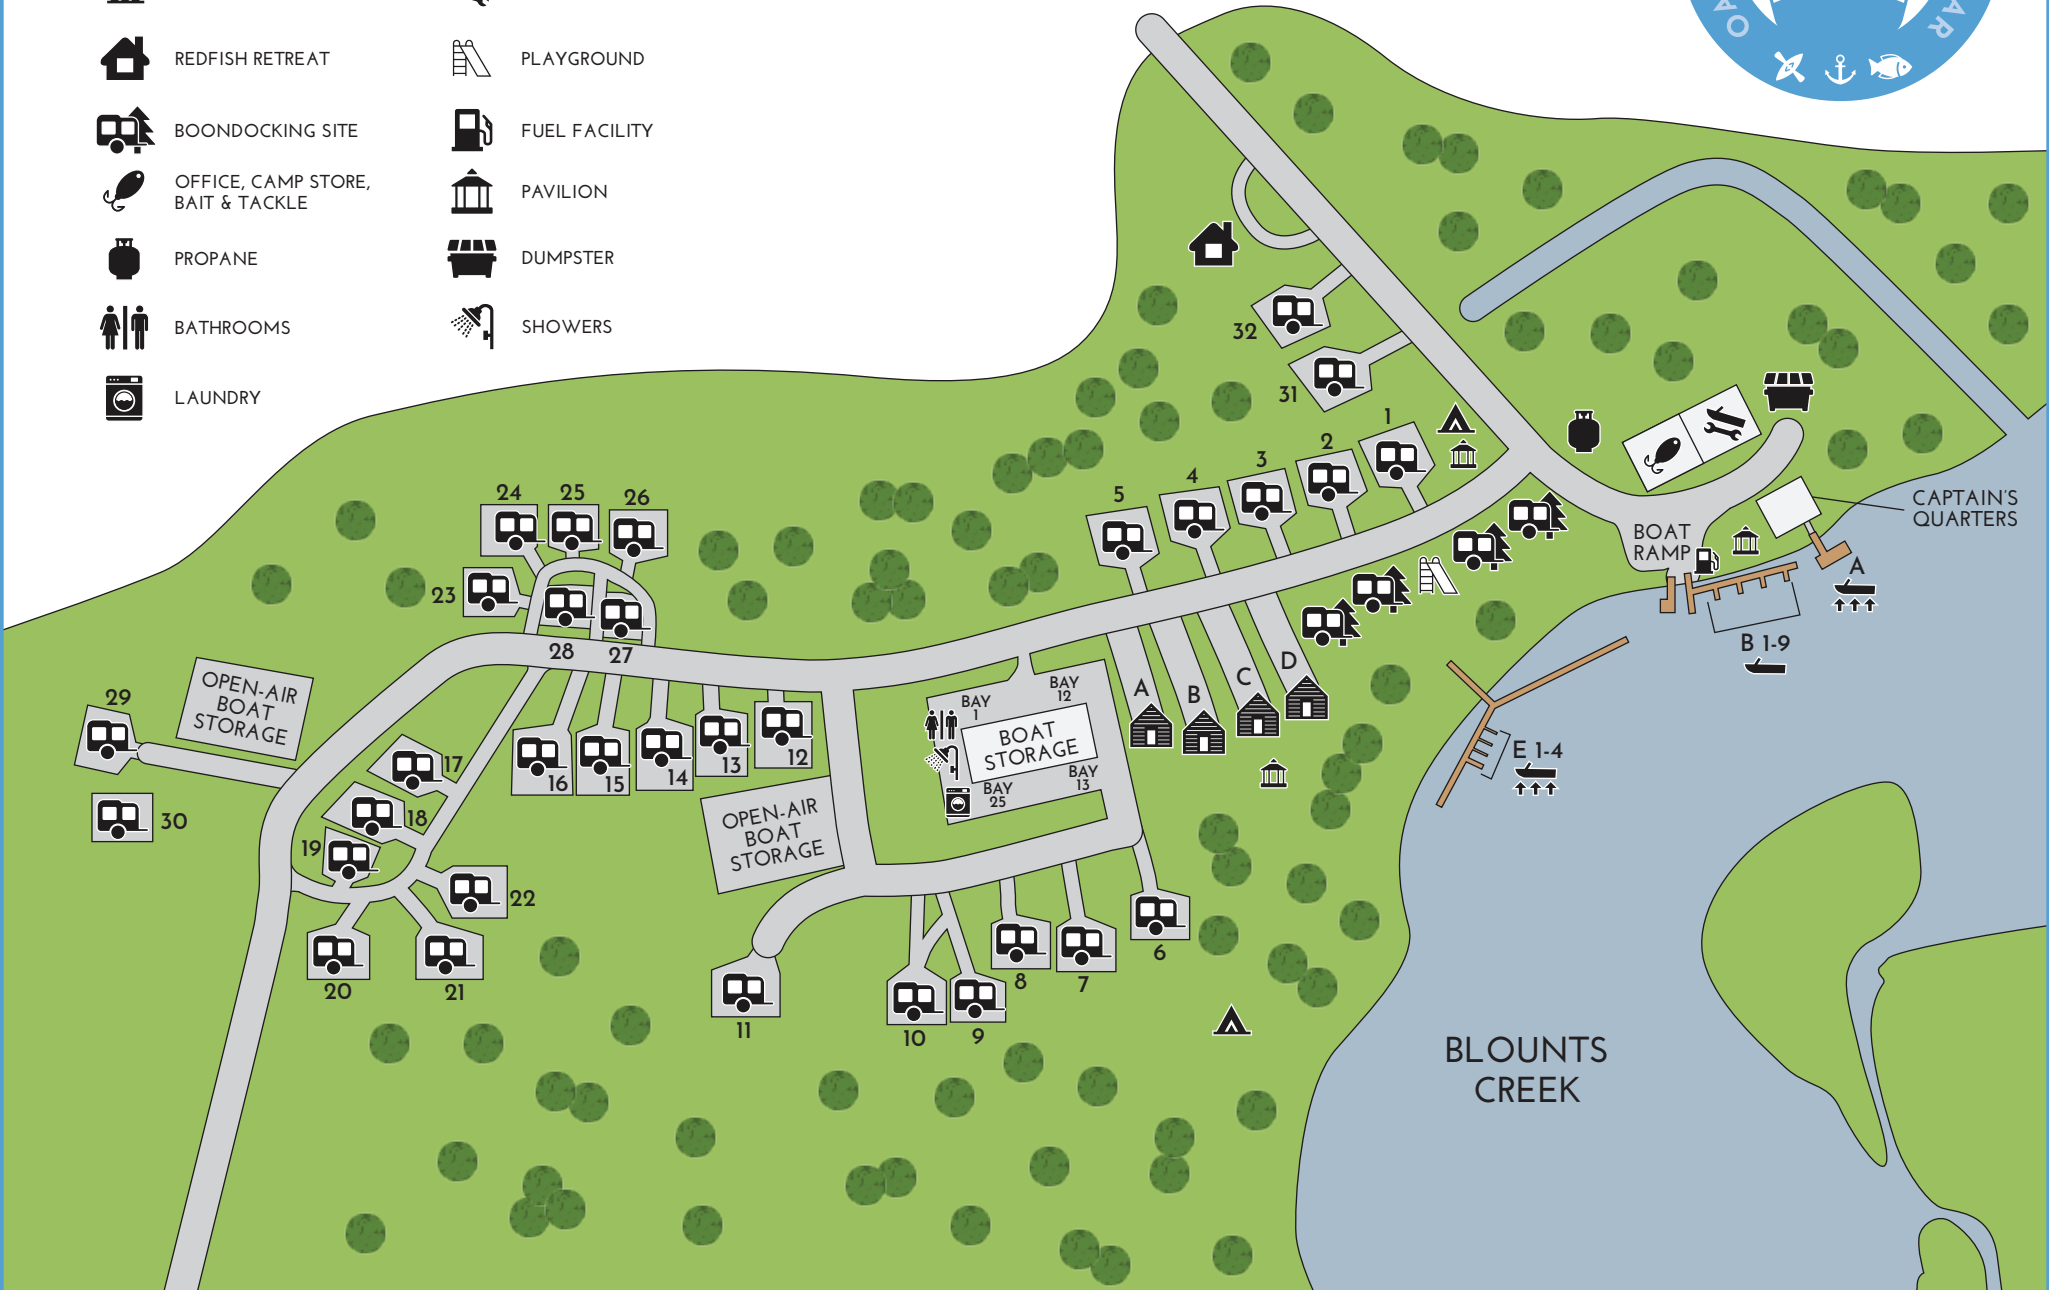 REDFISH RETREAT
BOONDOCKING SITE
OFFICE, CAMP STORE,
BAIT & TACKLE
PROPANE
BATHROOMS
LAUNDRY
PLAYGROUND
FUEL FACILITY
PAVILION
DUMPSTER
SHOWERS
OA
AR
32
31
1
2
3
4
5
24
25
26
23
28
27
CAPTAIN'S
QUARTERS
BOAT
RAMP
A
B 1-9
E 1-4
A
B
C
D
BAY
12
BAY
1
BOAT
STORAGE
BAY
13
BAY
25
OPEN-AIR
BOAT
STORAGE
29
30
17
18
19
22
20
21
16
15
14
13
12
OPEN-AIR
BOAT
STORAGE
11
10
9
8
7
6
BLOUNTS
CREEK